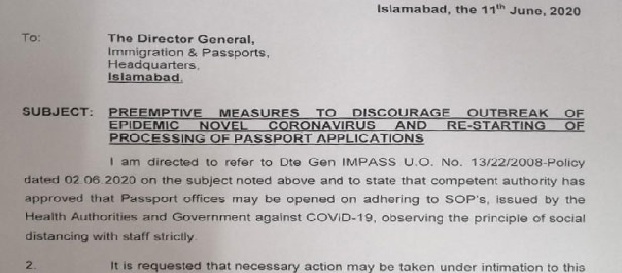 Islamabad, the 11th June, 2020
To: The Director General,
Immigration & Passports,
Headquarters,
Islamabad.
SUBJECT: PREEMPTIVE MEASURES TO DISCOURAGE OUTBREAK OF
EPIDEMIC NOVEL CORONAVIRUS AND RE-STARTING OF
PROCESSING OF PASSPORT APPLICATIONS
I am directed to refer to Dte Gen IMPASS U.O. No. 13/22/2008-Policy
dated 02.06.2020 on the subject noted above and to state that competent authority has
approved that Passport offices may be opened on adhering to SOP's, issued by the
Health Authorities and Government against COViD-19, observing the principle of social
distancing with staff strictly.
2. It is requested that necessary action may be taken under intimation to this